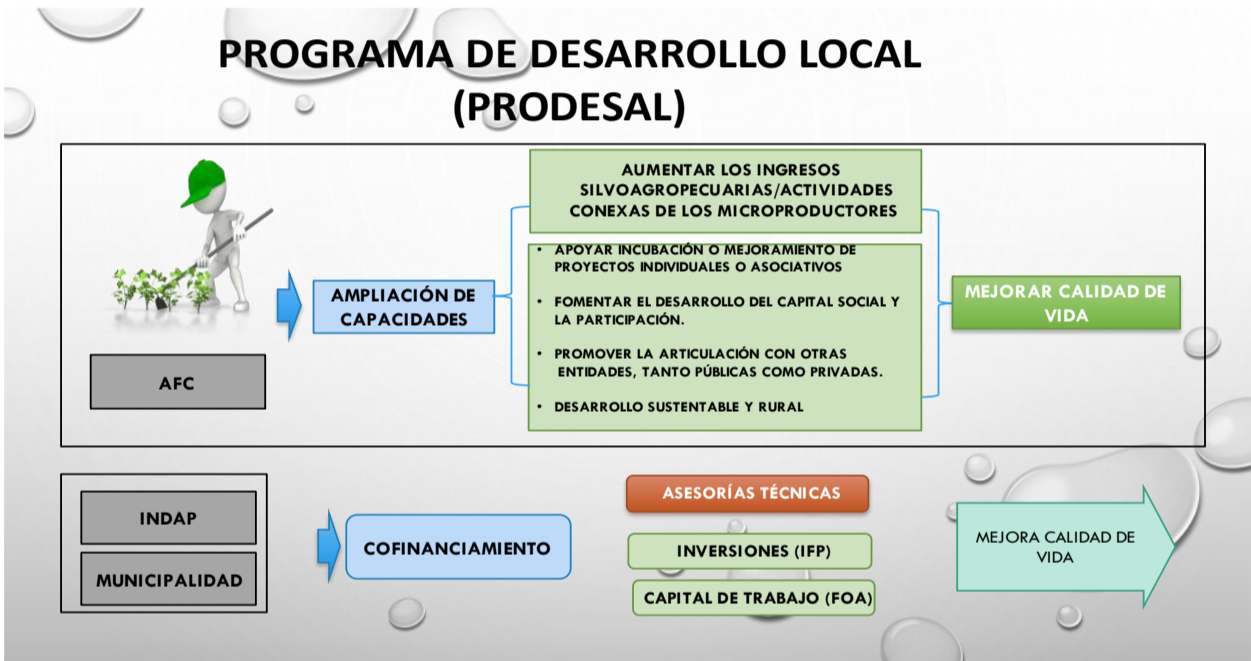 PROGRAMA DE DESARROLLO LOCAL
(PRODESAL)
AUMENTAR LOS INGRESOS
SILVOAGROPECUARIAS/ACTIVIDADES
CONEXAS DE LOS MICROPRODUCTORES
• APOYAR INCUBACIÓN O MEJORAMIENTO DE
PROYECTOS INDIVIDUALES O ASOCIATIVOS
• FOMENTAR EL DESARROLLO DEL CAPITAL SOCIAL Y
LA PARTICIPACIÓN.
• PROMOVER LA ARTICULACIÓN CON OTRAS
ENTIDADES, TANTO PÚBLICAS COMO PRIVADAS.
• DESARROLLO SUSTENTABLE Y RURAL
AMPLIACIÓN DE
CAPACIDADES
MEJORAR CALIDAD DE
VIDA
AFC
INDAP
MUNICIPALIDAD
COFINANCIAMIENTO
ASESORÍAS TÉCNICAS
INVERSIONES (IFP)
CAPITAL DE TRABAJO (FOA)
MEJORA CALIDAD DE
VIDA